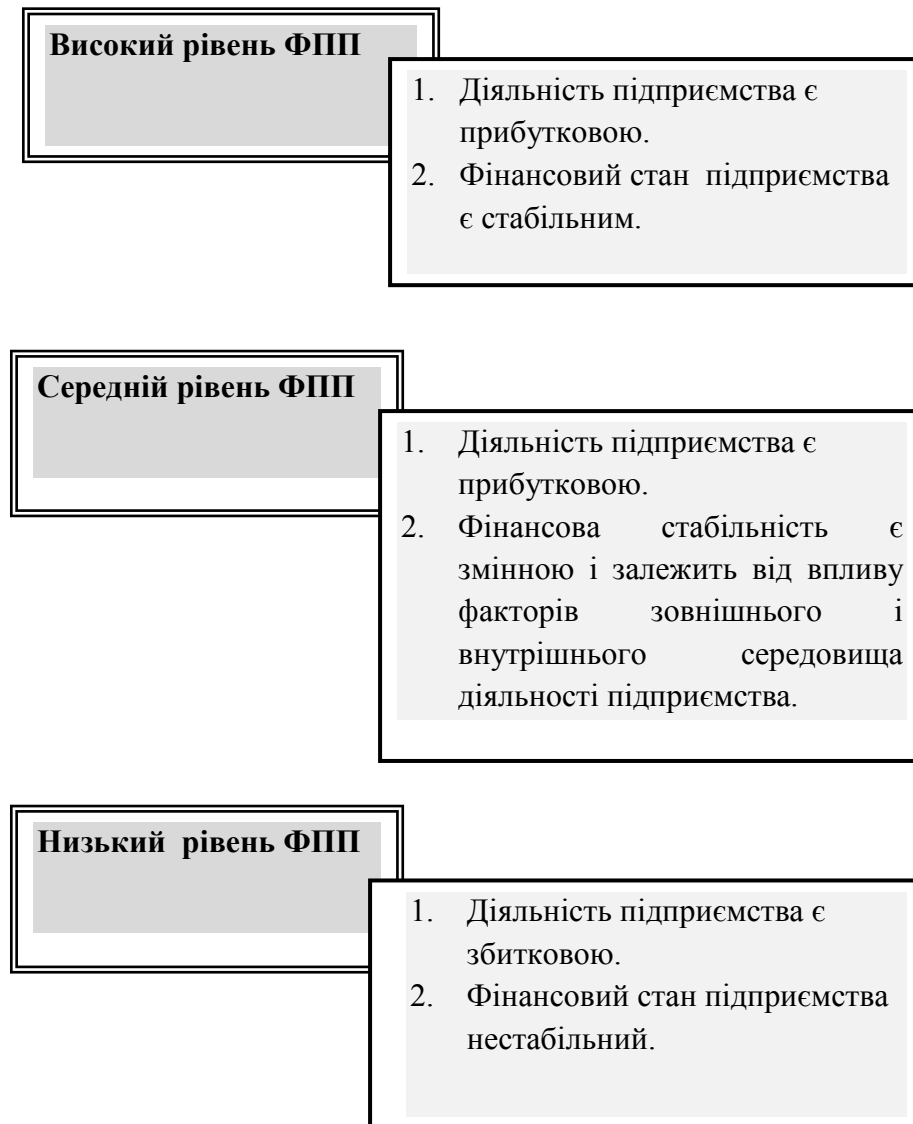 Високий рівень ФПП
1. Діяльність підприємства є
прибутковою.
2. Фінансовий стан підприємства
є стабільним.
Середній рівень ФПП
1. Діяльність підприємства є
прибутковою.
2. Фінансова стабільність є
змінною і залежить від впливу
факторів зовнішнього і
внутрішнього середовища
діяльності підприємства.
Низький рівень ФПП
1. Діяльність підприємства є
збитковою.
2. Фінансовий стан підприємства
нестабільний.